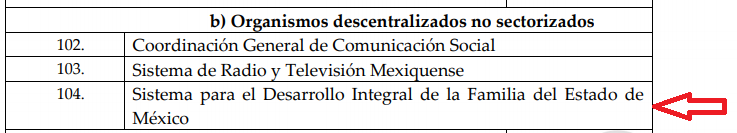 b) Organismos descentralizados no sectorizados
102. Coordinación General de Comunicación Social
103. Sistema de Radio y Televisión Mexiquense
104. Sistema para el Desarrollo Integral de la Familia del Estado de
México